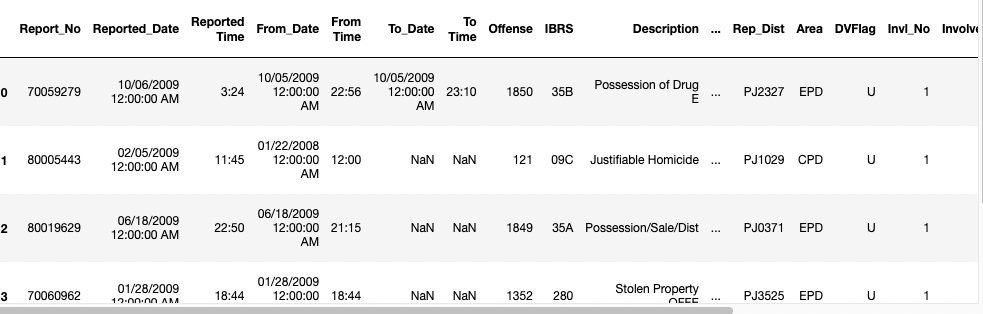 Report_No Reported_Date Reported Time From_Date From Time To_Date To Time Offense IBRS Description ... Rep_Dist Area DVFlag Invl_No Involve
0 70059279 10/06/2009 12:00:00 AM 3:24 10/05/2009 12:00:00 AM 22:56 10/05/2009 12:00:00 AM 23:10 1850 35B Possession of Drug E ... PJ2327 EPD U 1
1 80005443 02/05/2009 12:00:00 AM 11:45 01/22/2008 12:00:00 AM 12:00 NaN NaN 121 09C Justifiable Homicide ... PJ1029 CPD U 1
2 80019629 06/18/2009 12:00:00 AM 22:50 06/18/2009 12:00:00 AM 21:15 NaN NaN 1849 35A Possession/Sale/Dist ... PJ0371 EPD U 1
3 70060962 01/28/2009 12:00:00 AM 18:44 01/28/2009 12:00:00 18:44 NaN NaN 1352 280 Stolen Property OFFE ... PJ3525 EPD U 1